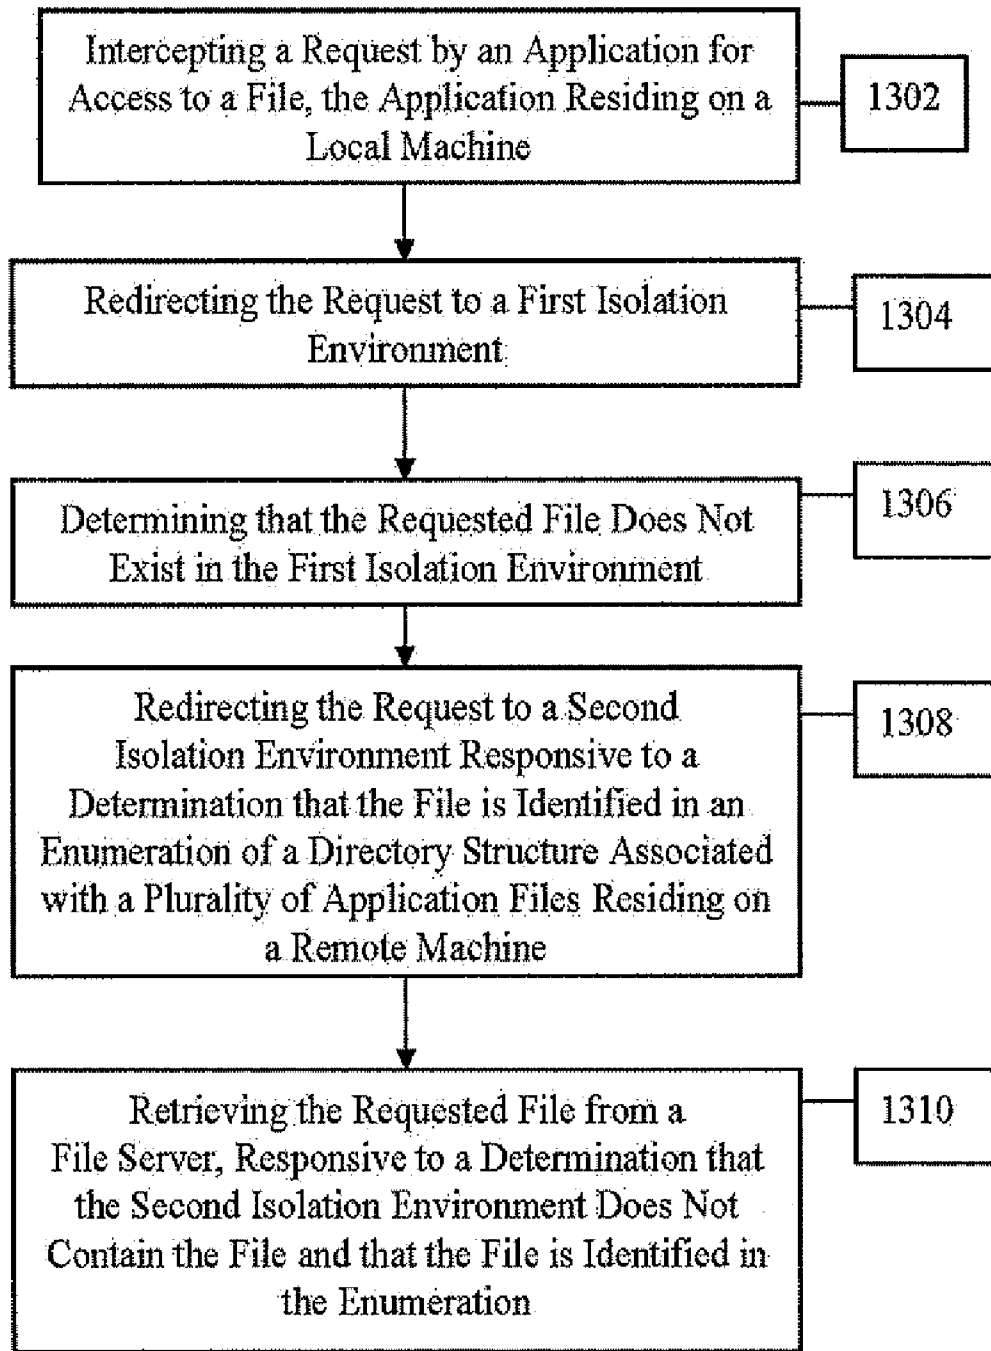 Intercepting a Request by an Application for
Access to a File, the Application Residing on a
Local Machine
1302
Redirecting the Request to a First Isolation
Environment
1304
Determining that the Requested File Does Not
Exist in the First Isolation Environment
1306
Redirecting the Request to a Second
Isolation Environment Responsive to a
Determination that the File is Identified in an
Enumeration of a Directory Structure Associated
with a Plurality of Application Files Residing on
a Remote Machine
1308
Retrieving the Requested File from a
File Server, Responsive to a Determination that
the Second Isolation Environment Does Not
Contain the File and that the File is Identified in
the Enumeration
1310